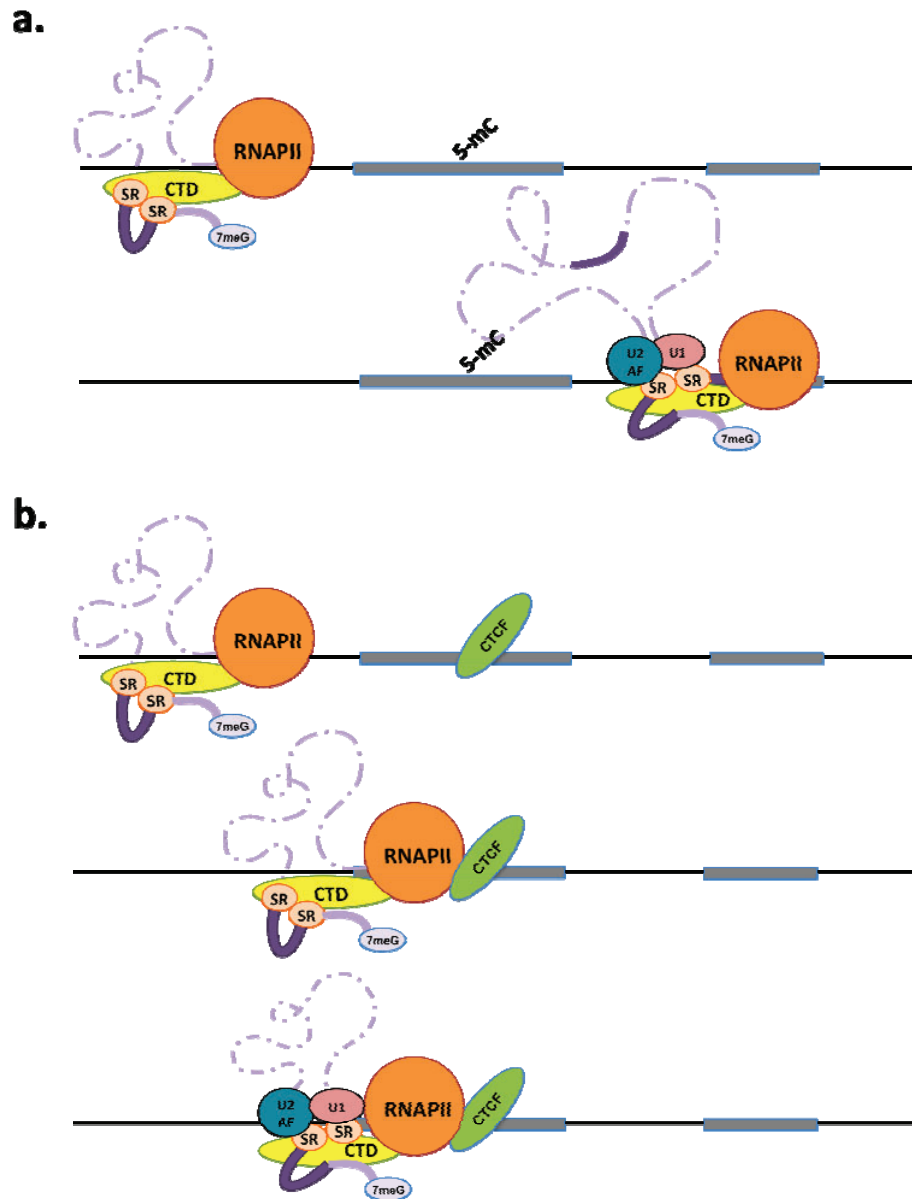 a.
5-mC
RNAPII
CTD
SR
SR
7meG
5-mC
U2
AF
U1
RNAPII
SR
SR
CTD
7meG
b.
RNAPII
CTCF
CTD
SR
SR
7meG
RNAPII
CTCF
CTD
SR
SR
7meG
U2
AF
U1
RNAPII
CTCF
SR
SR
CTD
7meG